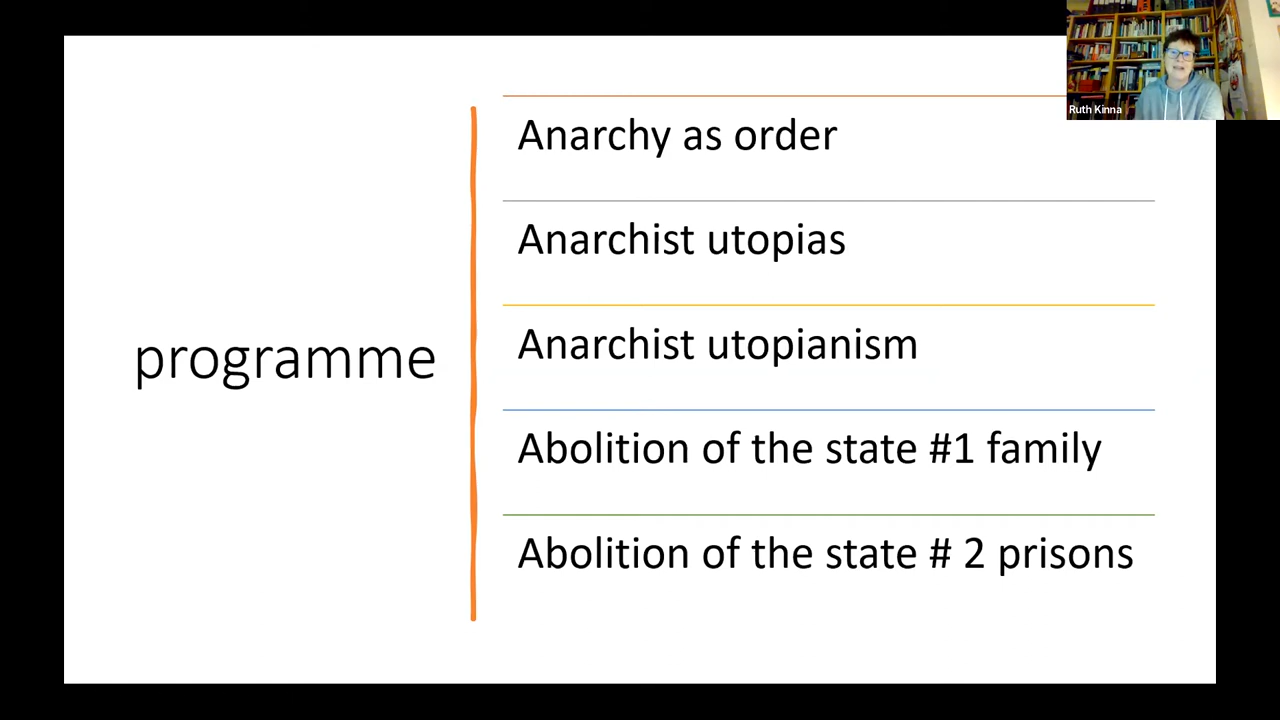 Ruth Kinna
programme
Anarchy as order
Anarchist utopias
Anarchist utopianism
Abolition of the state #1 family
Abolition of the state # 2 prisons